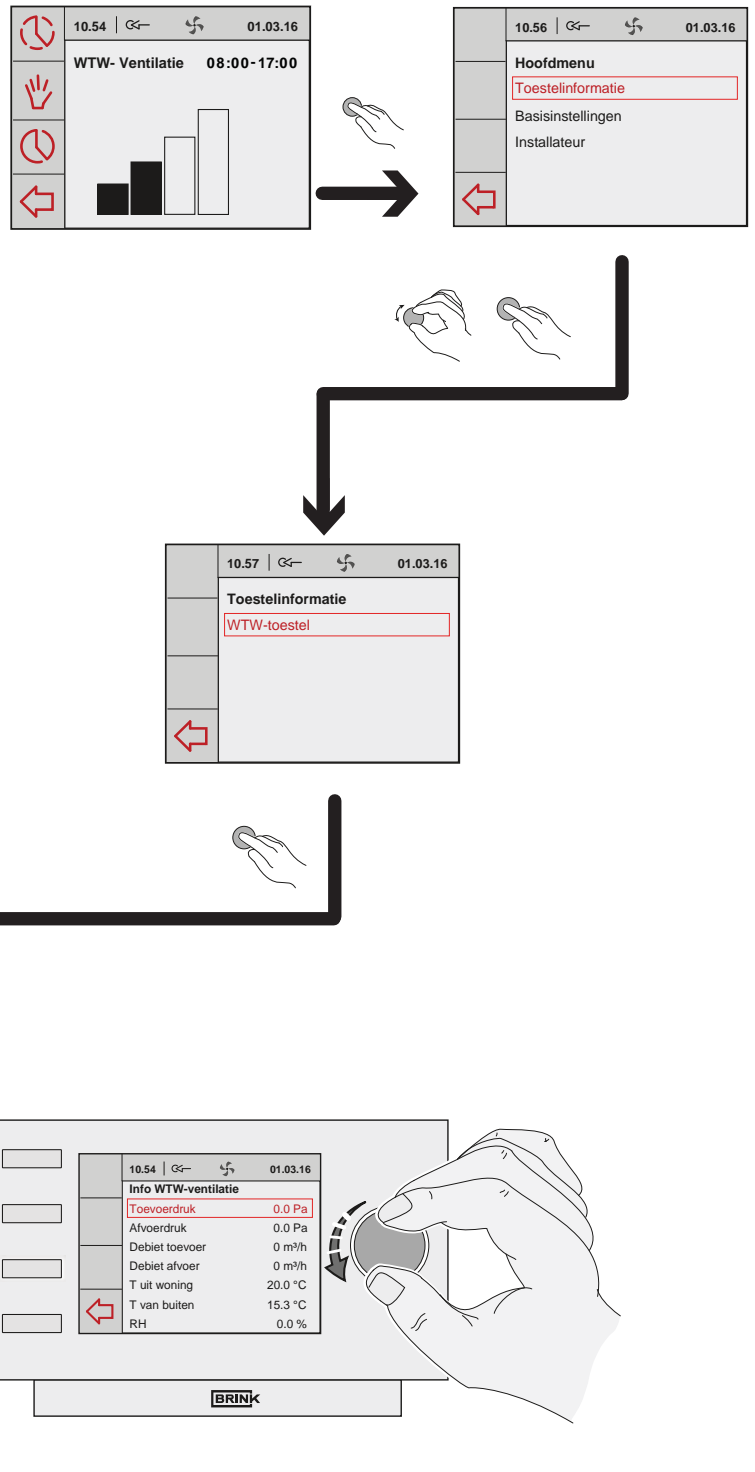 10.54 01.03.16
WTW- Ventilatie 08:00-17:00
10.56 01.03.16
Hoofdmenu
Toestelinformatie
Basisinstellingen
Installateur
10.57 01.03.16
Toestelinformatie
WTW-toestel
10.54 01.03.16
Info WTW-ventilatie
Toevoerdruk 0.0 Pa
Afvoerdruk 0.0 Pa
Debiet toevoer 0 m³/h
Debiet afvoer 0 m³/h
T uit woning 20.0 °C
T van buiten 15.3 °C
RH 0.0 %
BRINK